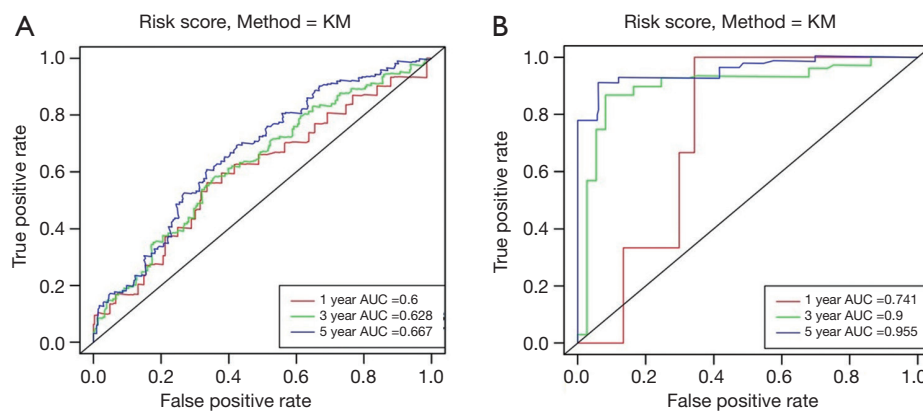 A
Risk score, Method = KM
True positive rate
1.0
0.8
0.6
0.4
0.2
0.0
1 year AUC =0.6
3 year AUC =0.628
5 year AUC =0.667
0.0 0.2 0.4 0.6 0.8 1.0
False positive rate
B
Risk score, Method = KM
True positive rate
1.0
0.8
0.6
0.4
0.2
0.0
1 year AUC =0.741
3 year AUC =0.9
5 year AUC =0.955
0.0 0.2 0.4 0.6 0.8 1.0
False positive rate